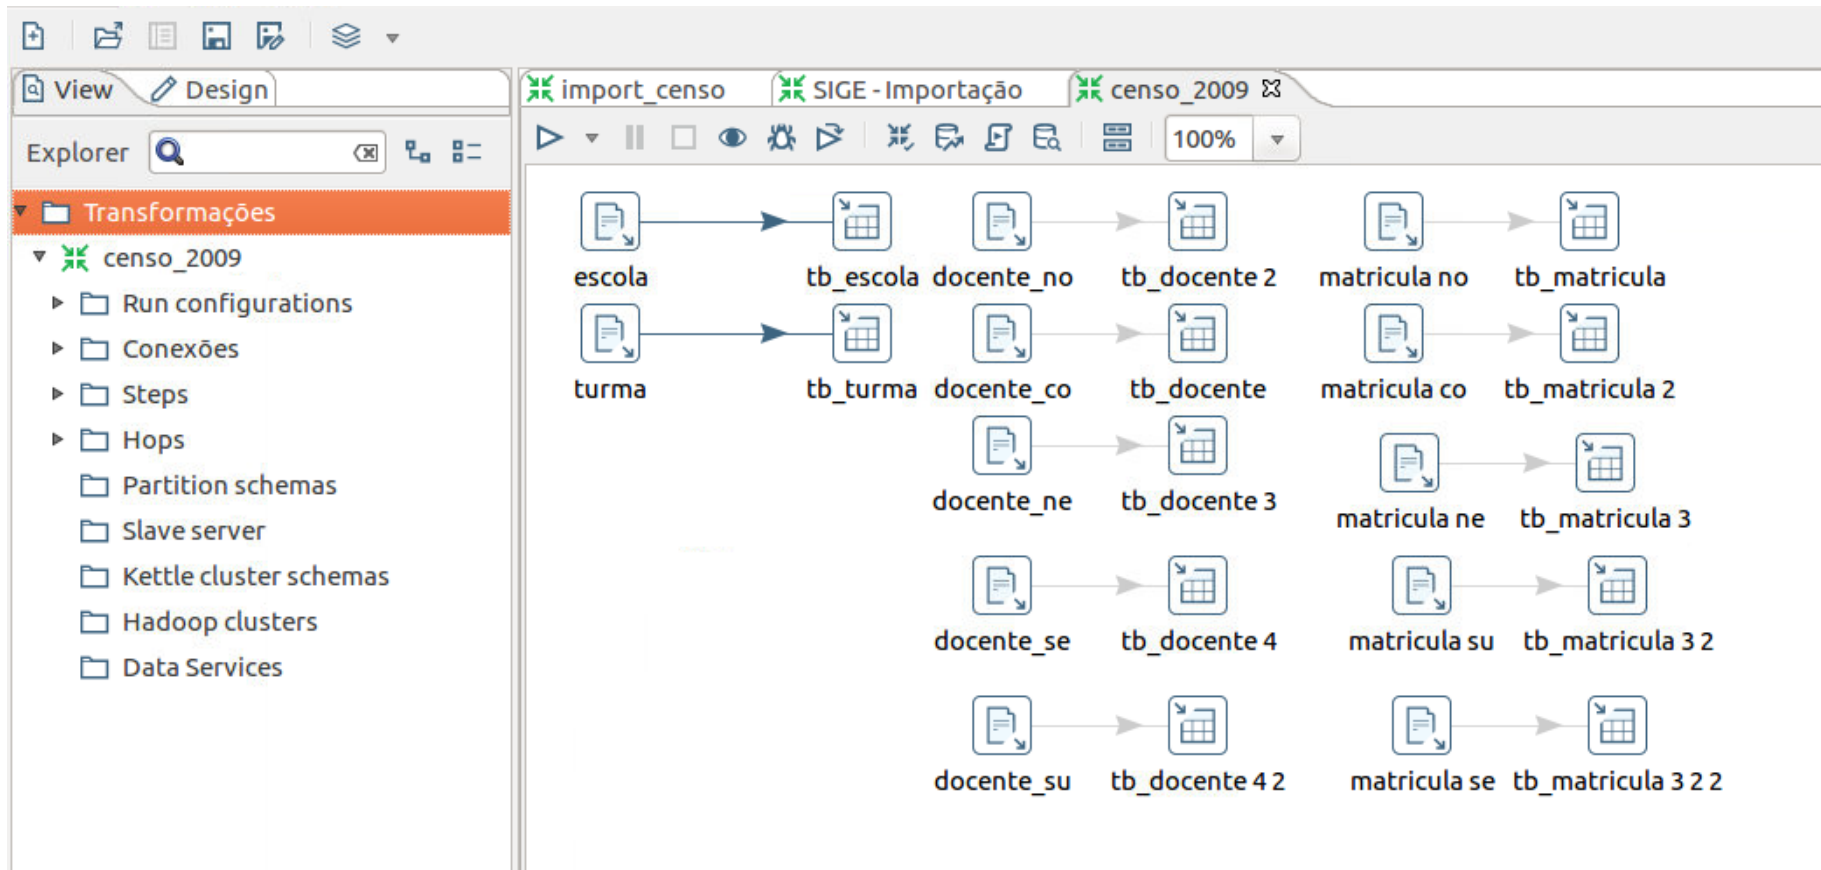 View
Design
import_censo
SIGE - Importação
censo_2009
Explorer
100%
Transformações
censo_2009
Run configurations
Conexões
Steps
Hops
Partition schemas
Slave server
Kettle cluster schemas
Hadoop clusters
Data Services
escola
tb_escola
docente_no
tb_docente 2
matricula no
tb_matricula
turma
tb_turma
docente_co
tb_docente
matricula co
tb_matricula 2
docente_ne
tb_docente 3
matricula ne
tb_matricula 3
docente_se
tb_docente 4
matricula su
tb_matricula 3 2
docente_su
tb_docente 4 2
matricula se
tb_matricula 3 2 2